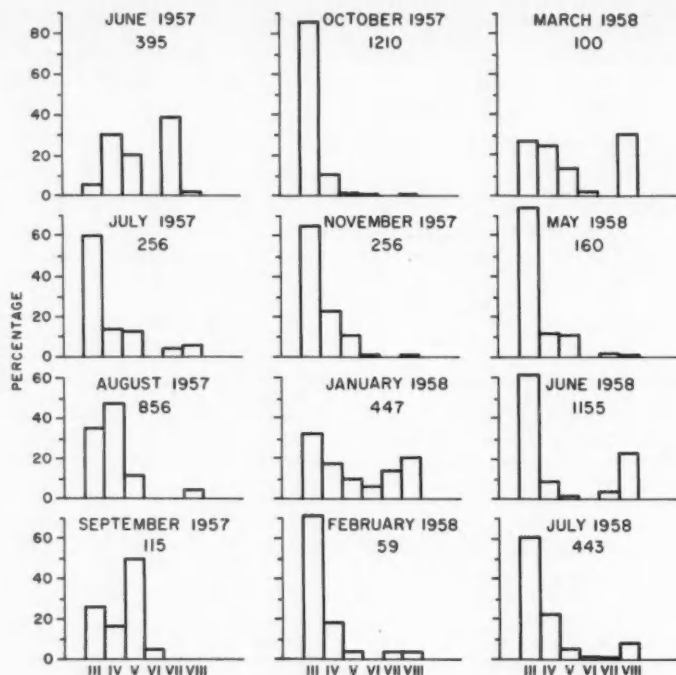 JUNE 1957
395
OCTOBER 1957
1210
MARCH 1958
100
80
60
40
20
0
JULY 1957
256
NOVEMBER 1957
256
MAY 1958
160
60
40
20
0
PERCENTAGE
AUGUST 1957
856
JANUARY 1958
447
JUNE 1958
1155
60
40
20
0
SEPTEMBER 1957
115
FEBRUARY 1958
59
JULY 1958
443
60
40
20
0
III IV V VI VII VIII
III IV V VI VII VIII
III IV V VI VII VIII